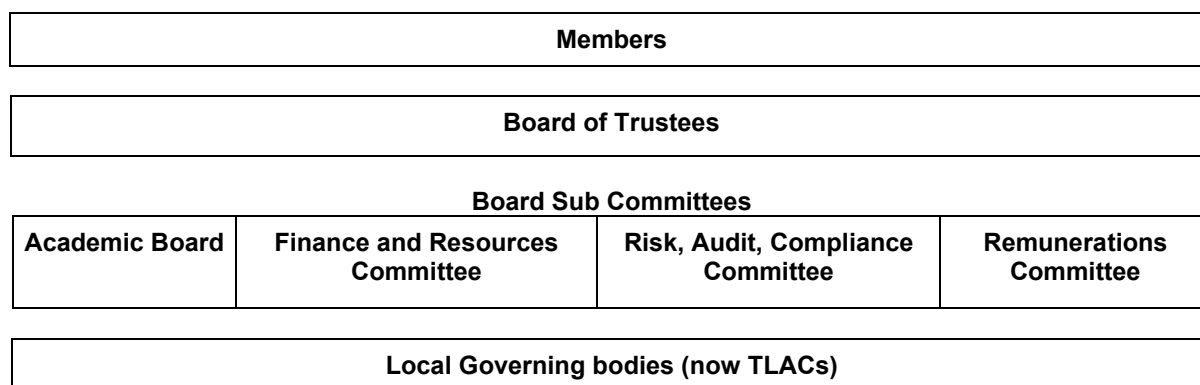 Members
Board of Trustees
Board Sub Committees
Academic Board
Finance and Resources
Committee
Risk, Audit, Compliance
Committee
Remunerations
Committee
Local Governing bodies (now TLACs)